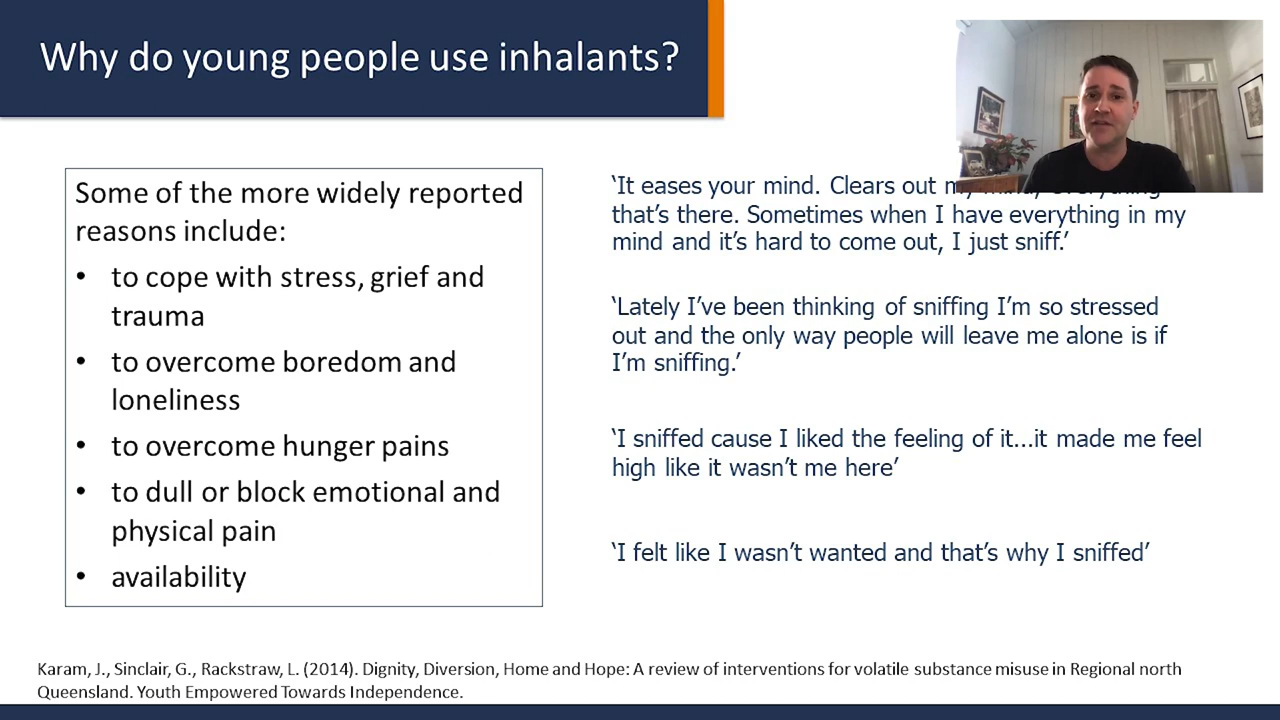 Why do young people use inhalants?
Some of the more widely reported
reasons include:
• to cope with stress, grief and
trauma
• to overcome boredom and
loneliness
• to overcome hunger pains
• to dull or block emotional and
physical pain
• availability
‘It eases your mind. Clears out my mind, everything
that’s there. Sometimes when I have everything in my
mind and it’s hard to come out, I just sniff.’
‘Lately I’ve been thinking of sniffing I’m so stressed
out and the only way people will leave me alone is if
I’m sniffing.’
‘I sniffed cause I liked the feeling of it...it made me feel
high like it wasn’t me here’
‘I felt like I wasn’t wanted and that’s why I sniffed’
Karam, J., Sinclair, G., Rackstraw, L. (2014). Dignity, Diversion, Home and Hope: A review of interventions for volatile substance misuse in Regional north
Queensland. Youth Empowered Towards Independence.